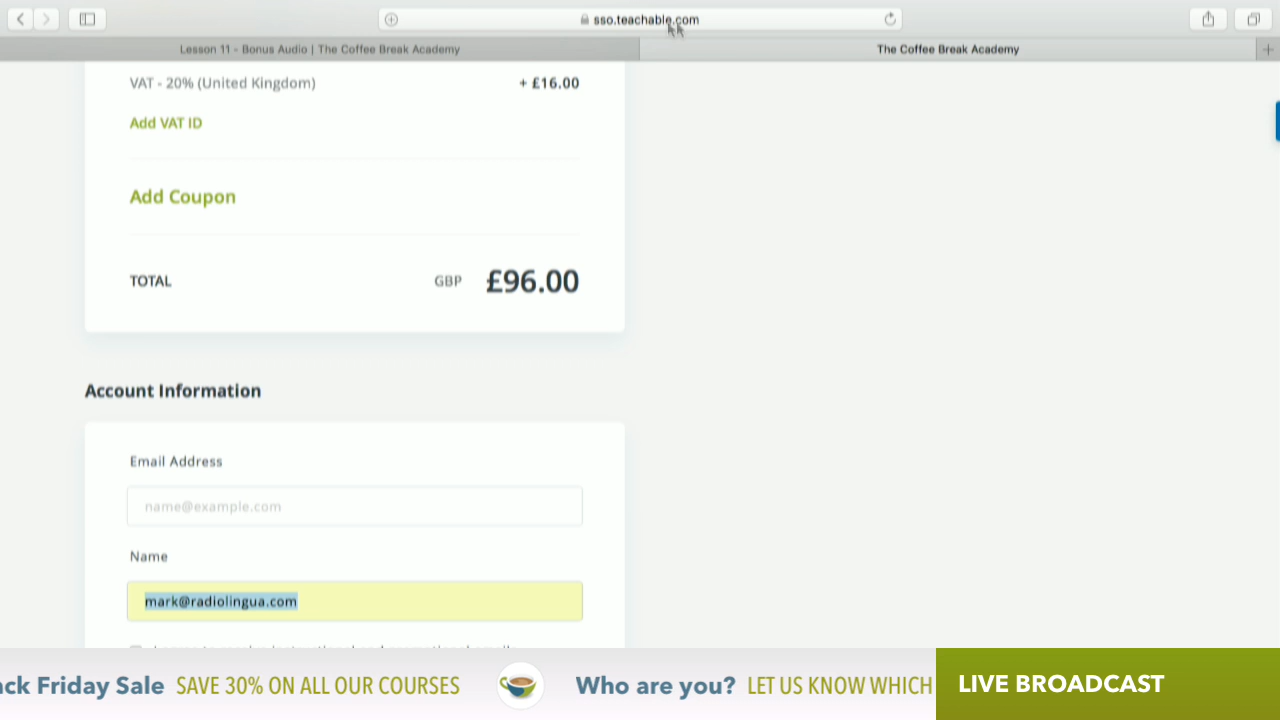 sso.teachable.com
Lesson 11 - Bonus Audio | The Coffee Break Academy
The Coffee Break Academy
VAT - 20% (United Kingdom) + £16.00
Add VAT ID
Add Coupon
TOTAL GBP £96.00
Account Information
Email Address
name@example.com
Name
mark@radiolingua.com
Friday Sale SAVE 30% ON ALL OUR COURSES Who are you? LET US KNOW WHICH LIVE BROADCAST